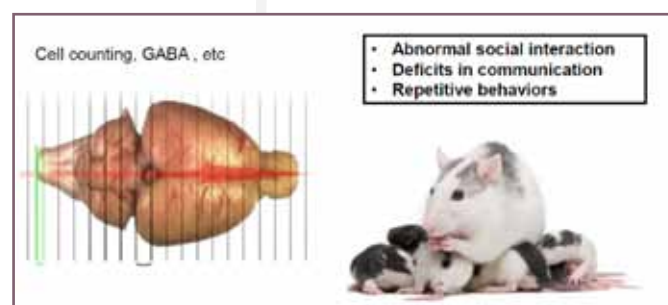 Cell counting, GABA , etc
• Abnormal social interaction
• Deficits in communication
• Repetitive behaviors